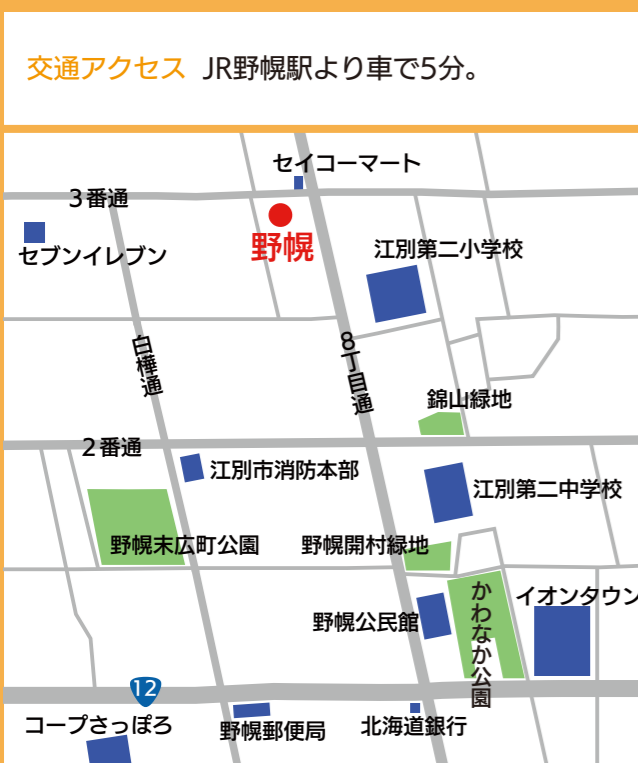 交通アクセス JR野幌駅より車で5分。
セイコーマート
3番通
セブンイレブン
野幌
江別第二小学校
白樺通
8丁目通
錦山緑地
2番通
江別市消防本部
江別第二中学校
野幌末広町公園
野幌開村緑地
かわなか公園
イオンタウン
野幌公民館
12
コープさっぽろ
野幌郵便局
北海道銀行